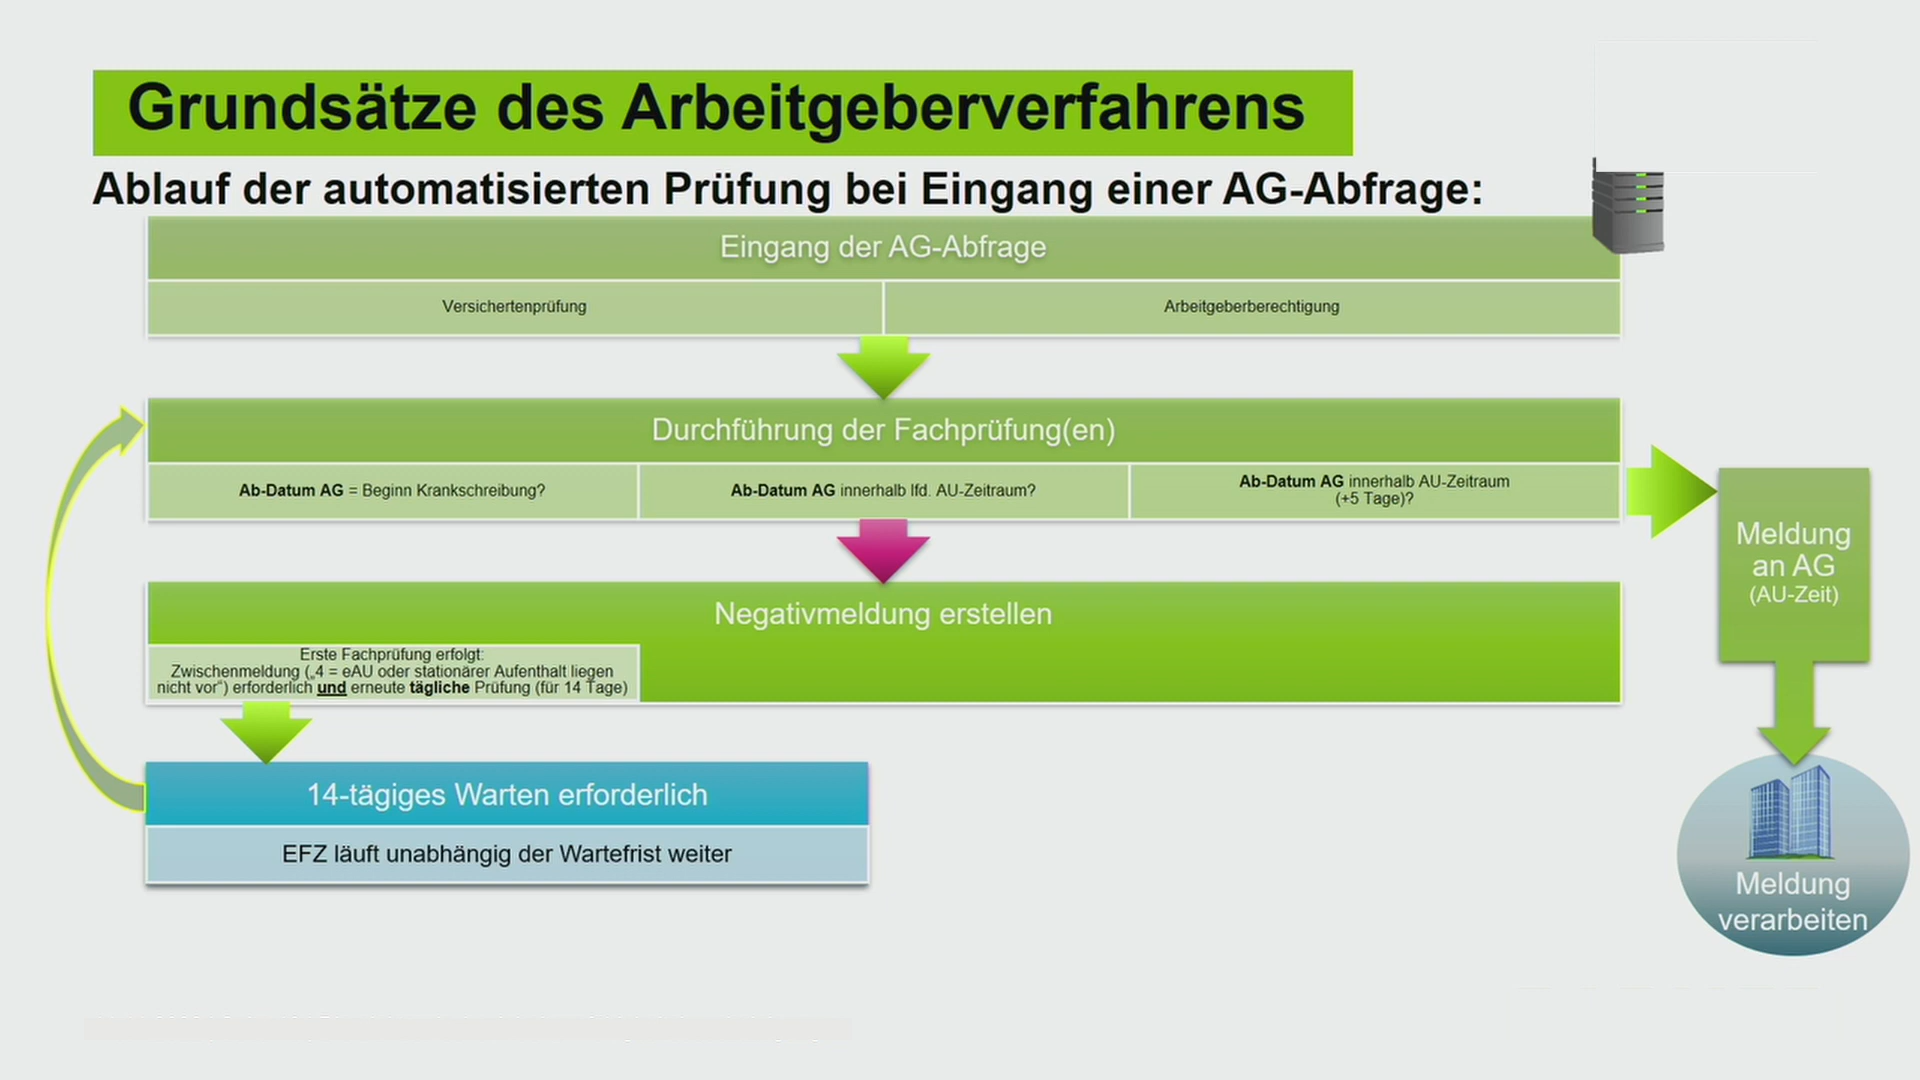 Grundsätze des Arbeitgeberverfahrens
Ablauf der automatisierten Prüfung bei Eingang einer AG-Abfrage:
Eingang der AG-Abfrage
Versichertenprüfung
Arbeitgeberberechtigung
Durchführung der Fachprüfung(en)
Ab-Datum AG = Beginn Krankschreibung?
Ab-Datum AG innerhalb lfd. AU-Zeitraum?
Ab-Datum AG innerhalb AU-Zeitraum
(+5 Tage)?
Meldung
an AG
(AU-Zeit)
Negativmeldung erstellen
Erste Fachprüfung erfolgt:
Zwischenmeldung („4 = eAU oder stationärer Aufenthalt liegen
nicht vor“) erforderlich und erneute tägliche Prüfung (für 14 Tage)
14-tägiges Warten erforderlich
EFZ läuft unabhängig der Wartefrist weiter
Meldung
verarbeiten